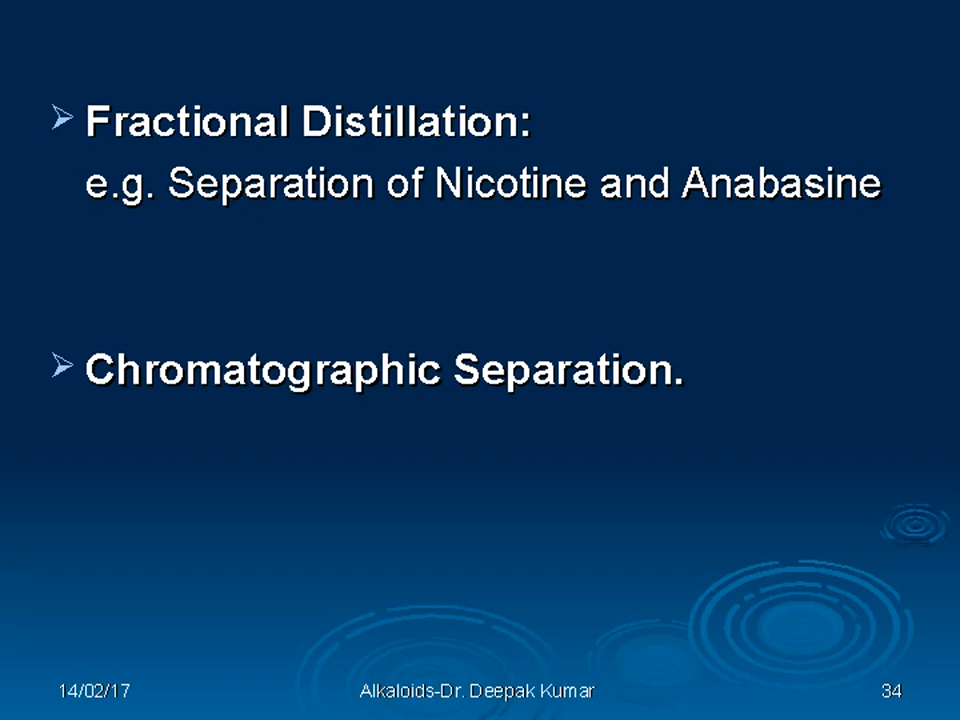 Fractional Distillation:
e.g. Separation of Nicotine and Anabasine
Chromatographic Separation.
14/02/17
Alkaloids-Dr. Deepak Kumar
34